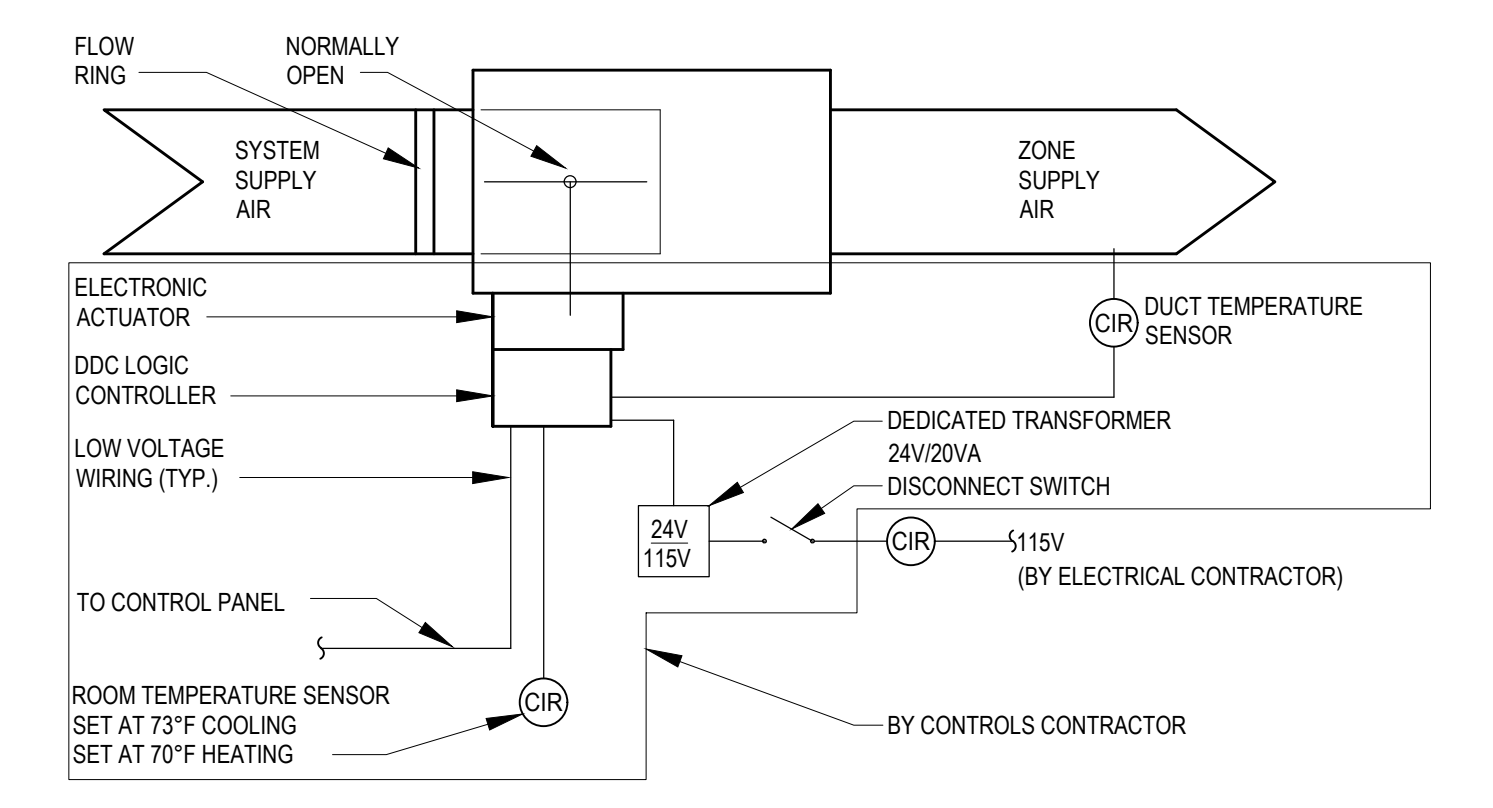 FLOW
RING
NORMALLY
OPEN
SYSTEM
SUPPLY
AIR
ZONE
SUPPLY
AIR
ELECTRONIC
ACTUATOR
CIR
DUCT TEMPERATURE
SENSOR
DDC LOGIC
CONTROLLER
DEDICATED TRANSFORMER
24V/20VA
LOW VOLTAGE
WIRING (TYP.)
DISCONNECT SWITCH
24V
115V
CIR
115V
(BY ELECTRICAL CONTRACTOR)
TO CONTROL PANEL
ROOM TEMPERATURE SENSOR
SET AT 73°F COOLING
SET AT 70°F HEATING
CIR
BY CONTROLS CONTRACTOR